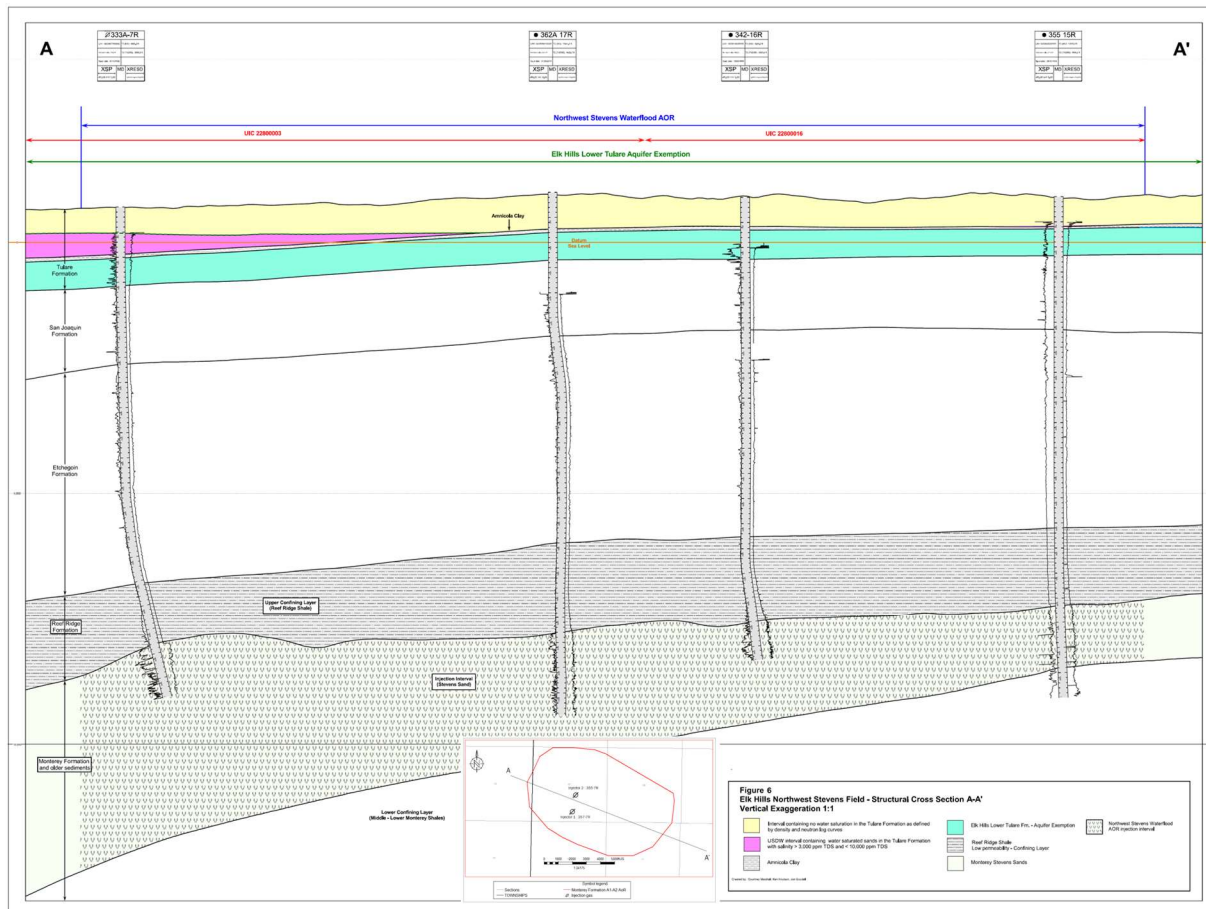 A
A'
333A-7R
XSP MD XRESD
362A 17R
XSP MD XRESD
342-16R
XSP MD XRESD
355 15R
XSP MD XRESD
Northwest Stevens Waterflood AOR
UIC 22800003
UIC 22800016
Elk Hills Lower Tulare Aquifer Exemption
Amnicola Clay
Datum
Sea Level
Tulare
Formation
San Joaquin
Formation
Etchegoin
Formation
Upper Confining Layer
(Reef Ridge Shale)
Reef Ridge
Formation
Injection Interval
(Stevens Sand)
Monterey Formation
and older sediments
Lower Confining Layer
(Middle - Lower Monterey Shales)
N
A
A'
Symbol legend
Sections
TOWNSHIPS
Injection gas
Figure 6
Elk Hills Northwest Stevens Field - Structural Cross Section A-A'
Vertical Exaggeration 1:1
Interval containing no water saturation in the Tulare Formation as defined
by density and neutron log curves
USDW interval containing water saturated sands in the Tulare Formation
with salinity > 3,000 ppm TDS and < 10,000 ppm TDS
Amnicola Clay
Elk Hills Lower Tulare Fm. - Aquifer Exemption
Reef Ridge Shale
Low permeability - Confining Layer
Monterey Stevens Sands
Northwest Stevens Waterflood
AOR injection interval